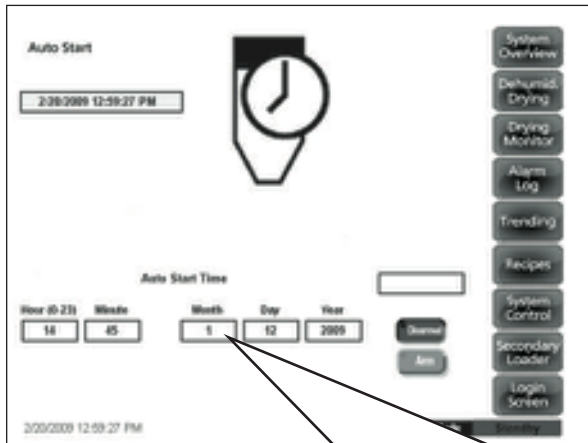 Auto Start
2/20/2009 12:59:27 PM
Auto Start Time
Hour (0-23) Minute Month Day Year
14 45 1 12 2009
Disarmed
Arm
System
Overview
Dehumid.
Drying
Drying
Monitor
Alarm
Log
Trending
Recipes
System
Control
Secondary
Loader
Login
Screen
2/20/2009 12:59:27 PM
Standby